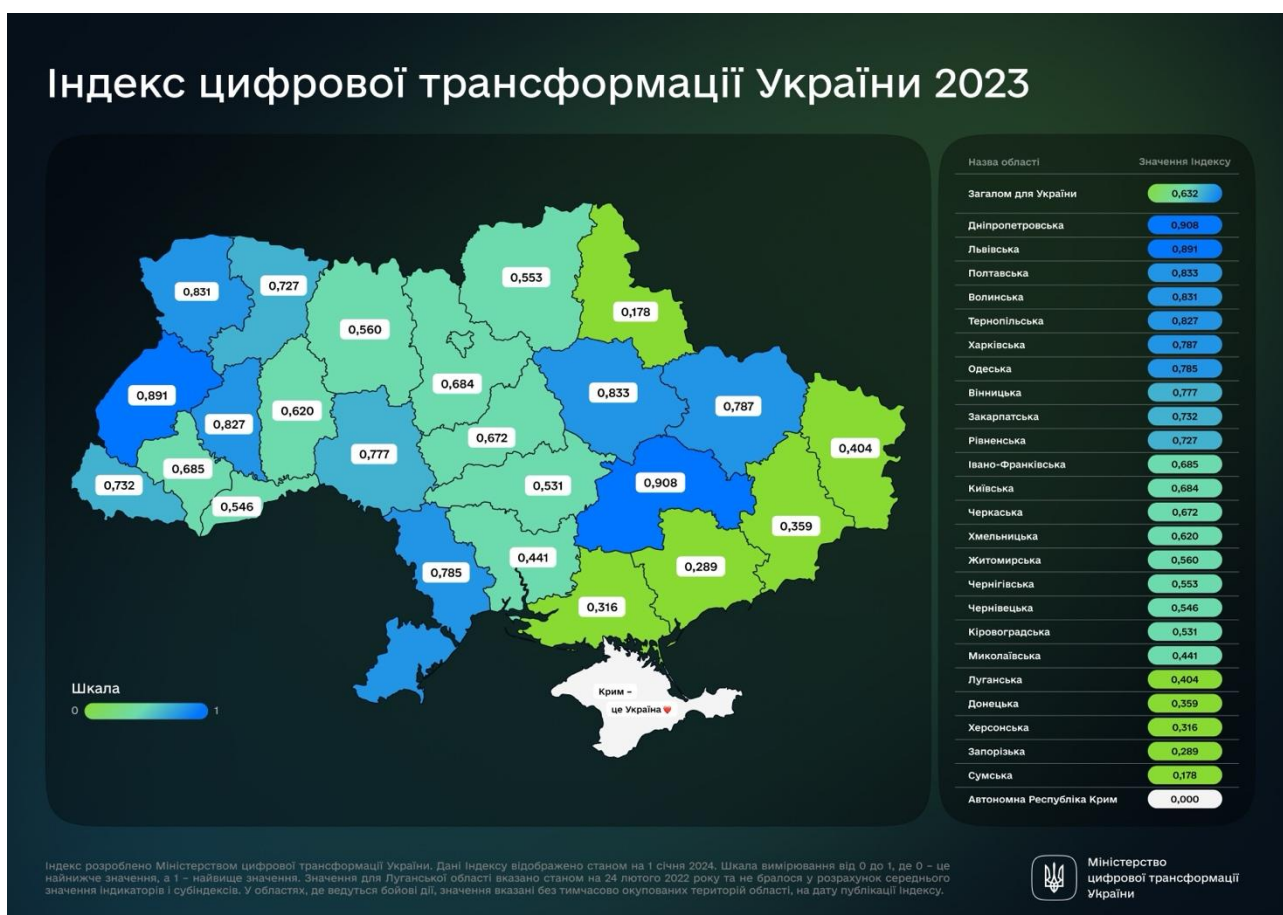 Індекс цифрової трансформації України 2023
0,831
0,727
0,560
0,553
0,178
0,891
0,827
0,620
0,684
0,833
0,787
0,732
0,685
0,546
0,777
0,672
0,531
0,908
0,404
0,359
0,785
0,441
0,316
0,289
Крим –
це Україна
Шкала
0 1
Назва області Значення Індексу
Загалом для України 0,632
Дніпропетровська 0,908
Львівська 0,891
Полтавська 0,833
Волинська 0,831
Тернопільська 0,827
Харківська 0,787
Одеська 0,785
Вінницька 0,777
Закарпатська 0,732
Рівненська 0,727
Івано-Франківська 0,685
Київська 0,684
Черкаська 0,672
Хмельницька 0,620
Житомирська 0,560
Чернігівська 0,553
Чернівецька 0,546
Кіровоградська 0,531
Миколаївська 0,441
Луганська 0,404
Донецька 0,359
Херсонська 0,316
Запорізька 0,289
Сумська 0,178
Автономна Республіка Крим 0,000
Індекс розроблено Міністерством цифрової трансформації України. Дані Індексу відображено станом на 1 січня 2024. Шкала вимірювання від 0 до 1, де 0 – це
найнижче значення, а 1 – найвище значення. Значення для Луганської області вказано станом на 24 лютого 2022 року та не бралося у розрахунок середнього
значення індикаторів і субіндексів. У областях, де ведуться бойові дії, значення вказані без тимчасово окупованих територій області, на дату публікації Індексу.
Міністерство
цифрової трансформації
України